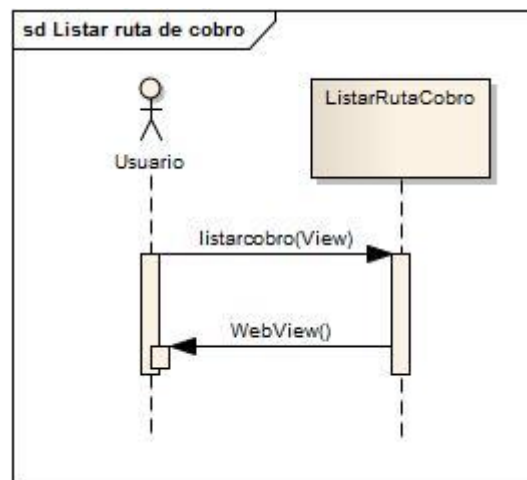 sd Listar ruta de cobro
Usuario
ListarRutaCobro
listarcobro(View)
WebView()